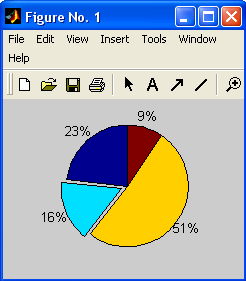 Figure No. 1
File Edit View Insert Tools Window
Help
A
9%
23%
16%
51%